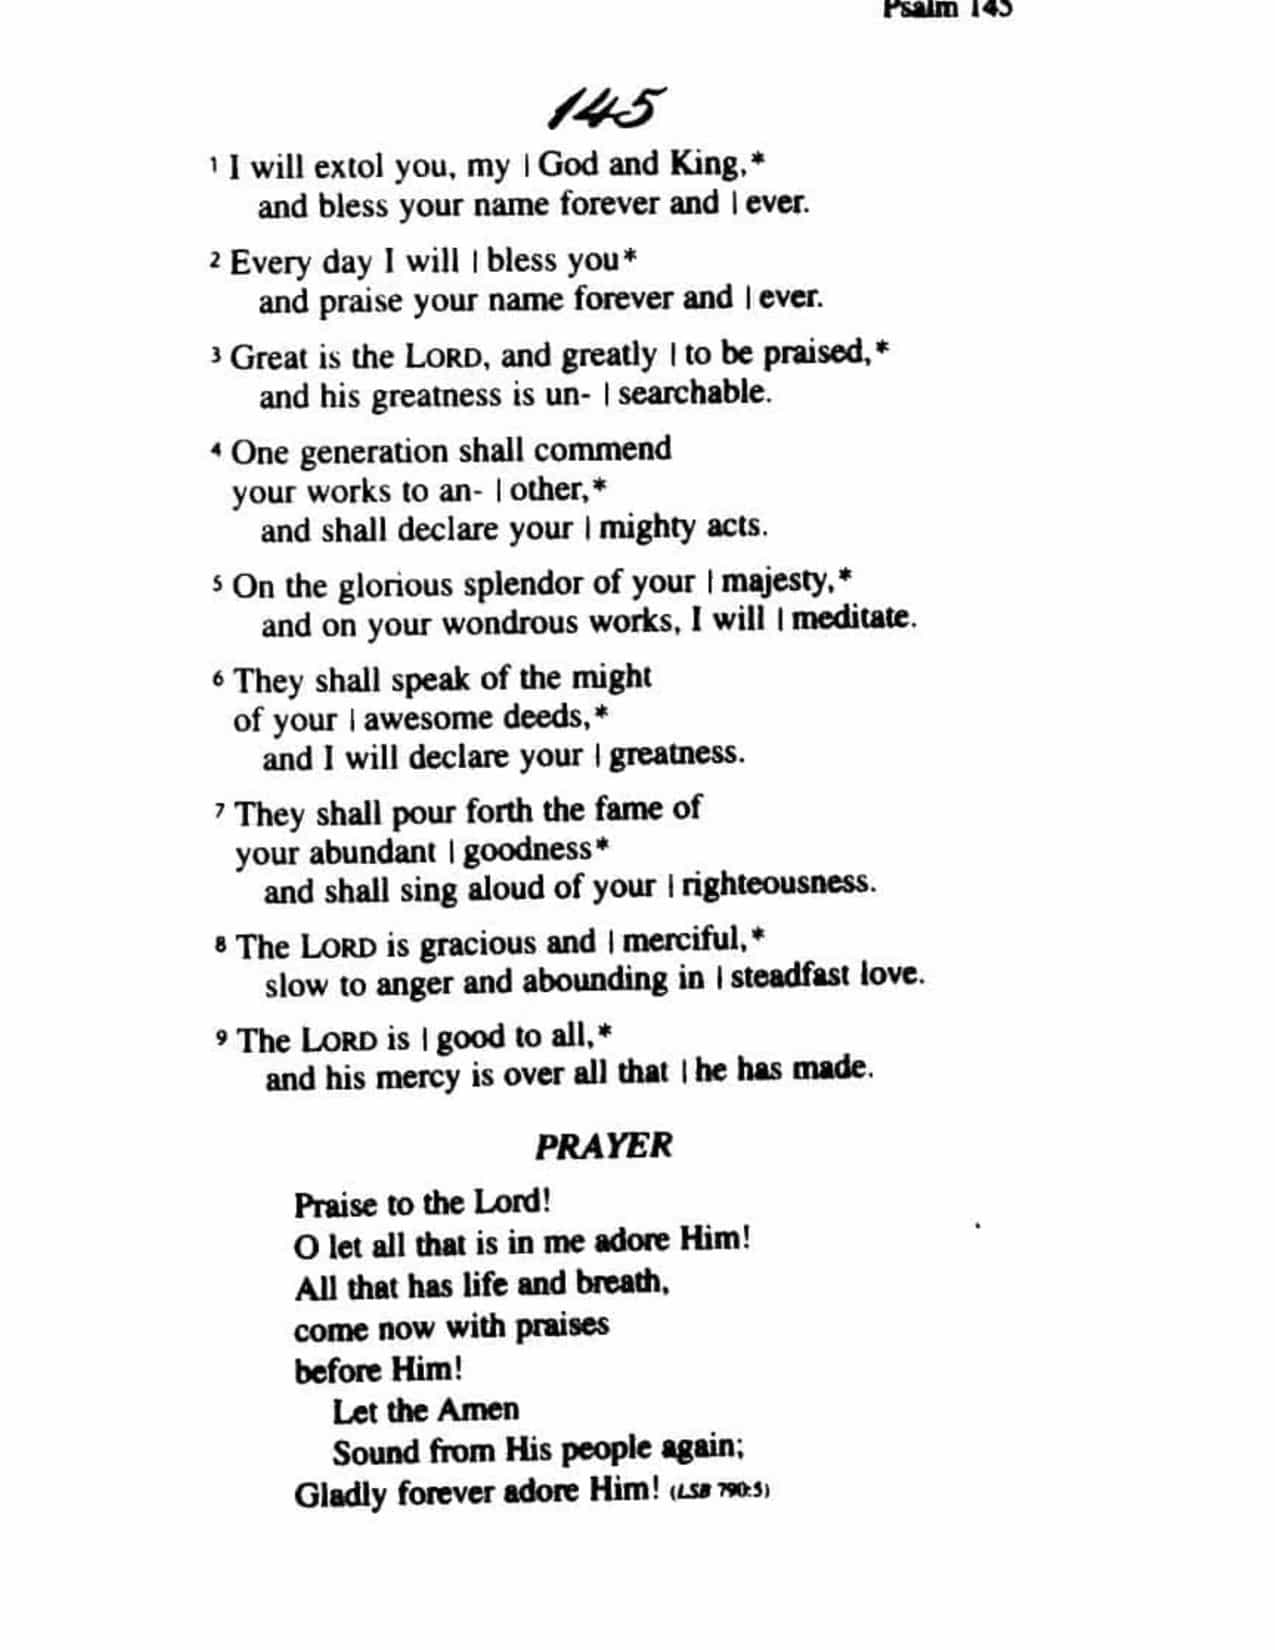 Psalm 145
145
1 I will extol you, my | God and King,*
and bless your name forever and | ever.
2 Every day I will | bless you*
and praise your name forever and | ever.
3 Great is the LORD, and greatly | to be praised,*
and his greatness is un- | searchable.
4 One generation shall commend
your works to an- | other,*
and shall declare your | mighty acts.
5 On the glorious splendor of your | majesty,*
and on your wondrous works, I will | meditate.
6 They shall speak of the might
of your | awesome deeds,*
and I will declare your | greatness.
7 They shall pour forth the fame of
your abundant | goodness*
and shall sing aloud of your | righteousness.
8 The LORD is gracious and | merciful,*
slow to anger and abounding in | steadfast love.
9 The LORD is | good to all,*
and his mercy is over all that | he has made.
PRAYER
Praise to the Lord!
O let all that is in me adore Him!
All that has life and breath,
come now with praises
before Him!
Let the Amen
Sound from His people again;
Gladly forever adore Him! (LSB 790:5)